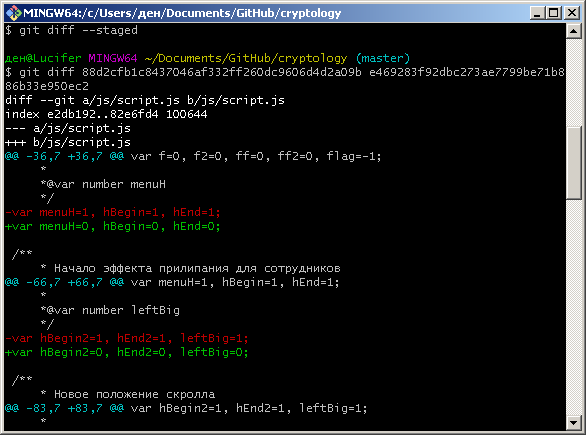 MINGW64:/c/Users/ден/Documents/GitHub/cryptology
$ git diff --staged
ден@Lucifer MINGW64 ~/Documents/GitHub/cryptology (master)
$ git diff 88d2cfb1c8437046af332ff260dc9606d4d2a09b e469283f92dbc273ae7799be71b8
86b33e950ec2
diff --git a/js/script.js b/js/script.js
index e2db192..82e6fd4 100644
--- a/js/script.js
+++ b/js/script.js
@@ -36,7 +36,7 @@ var f=0, f2=0, ff=0, ff2=0, flag=-1;
*
*@var number menuH
*/
-var menuH=1, hBegin=1, hEnd=1;
+var menuH=0, hBegin=0, hEnd=0;
/**
* Начало эффекта прилипания для сотрудников
@@ -66,7 +66,7 @@ var menuH=1, hBegin=1, hEnd=1;
*
*@var number leftBig
*/
-var hBegin2=1, hEnd2=1, leftBig=1;
+var hBegin2=0, hEnd2=0, leftBig=0;
/**
* Новое положение скролла
@@ -83,7 +83,7 @@ var hBegin2=1, hEnd2=1, leftBig=1;
*